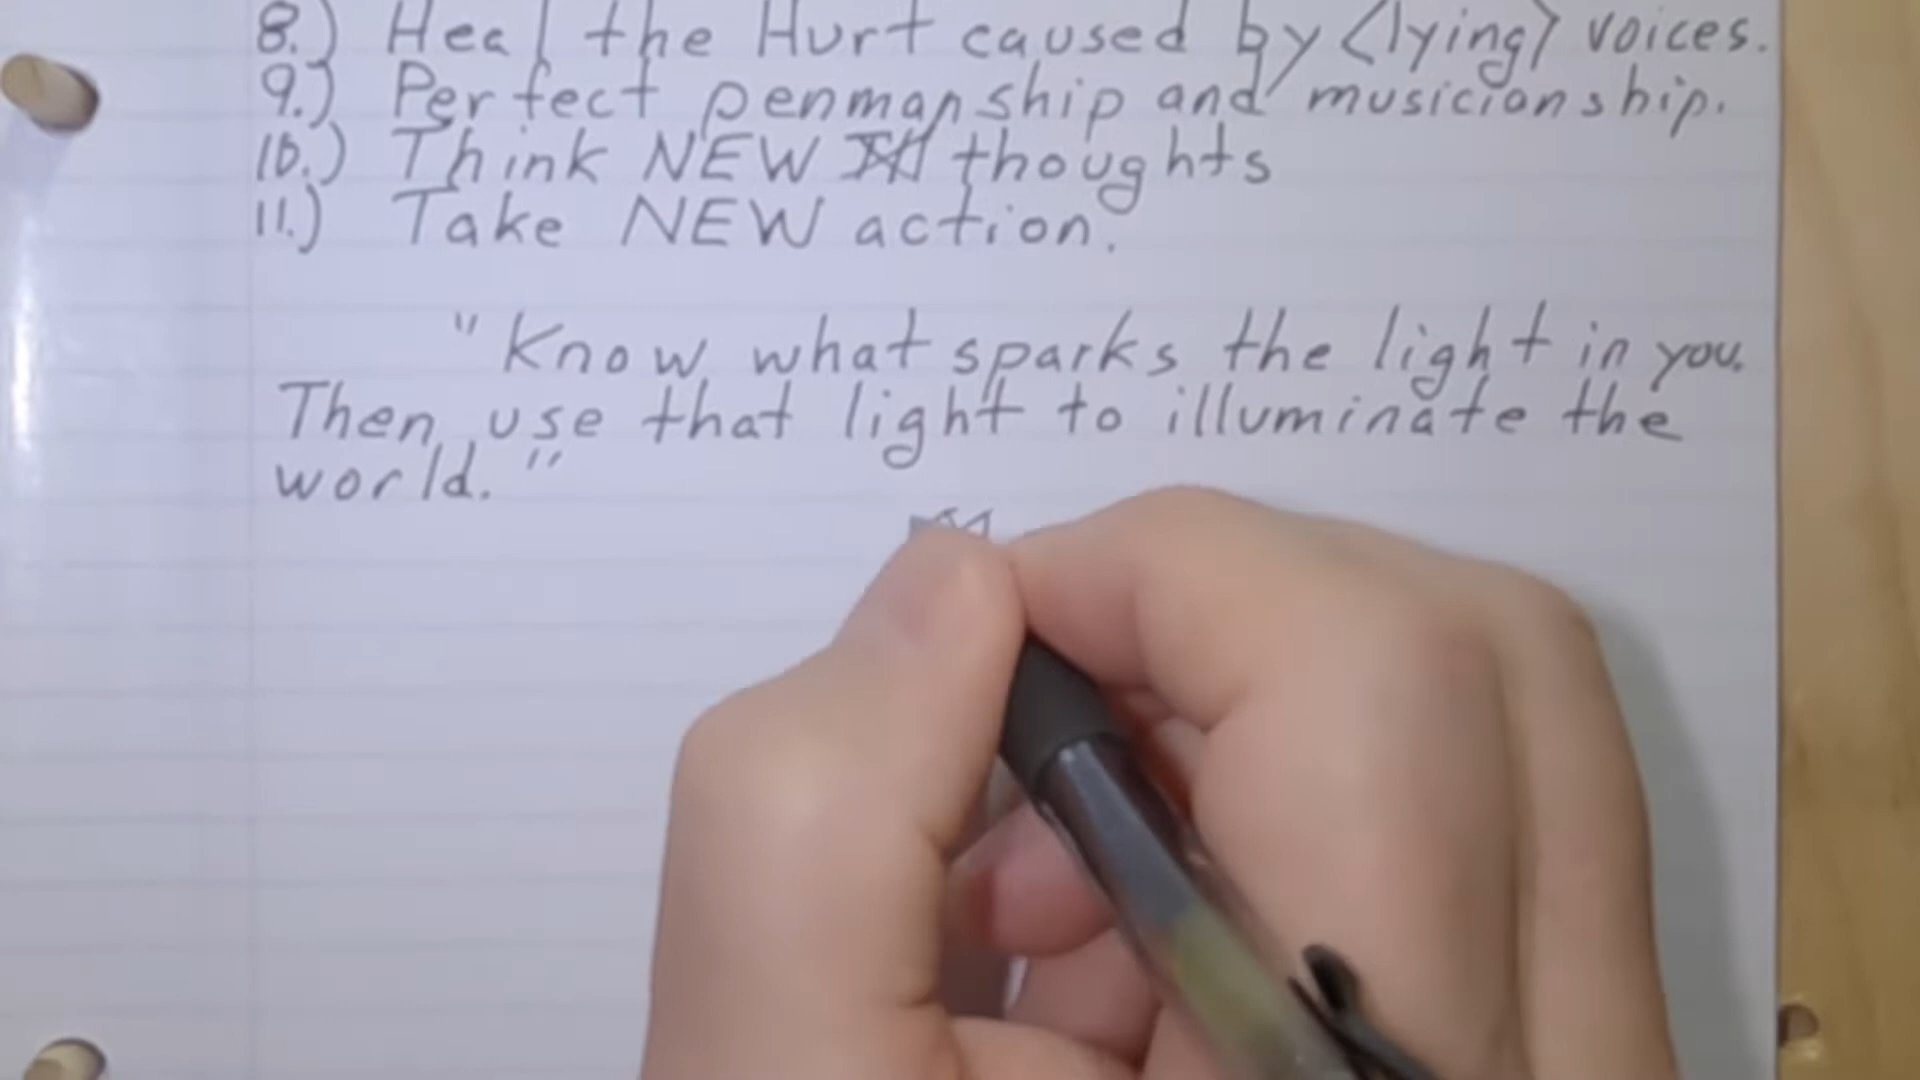 8.) Heal the Hurt caused by <lying> voices.
9.) Perfect penmanship and musicianship.
10.) Think NEW thoughts
11.) Take NEW action.
"Know what sparks the light in you.
Then use that light to illuminate the
world."